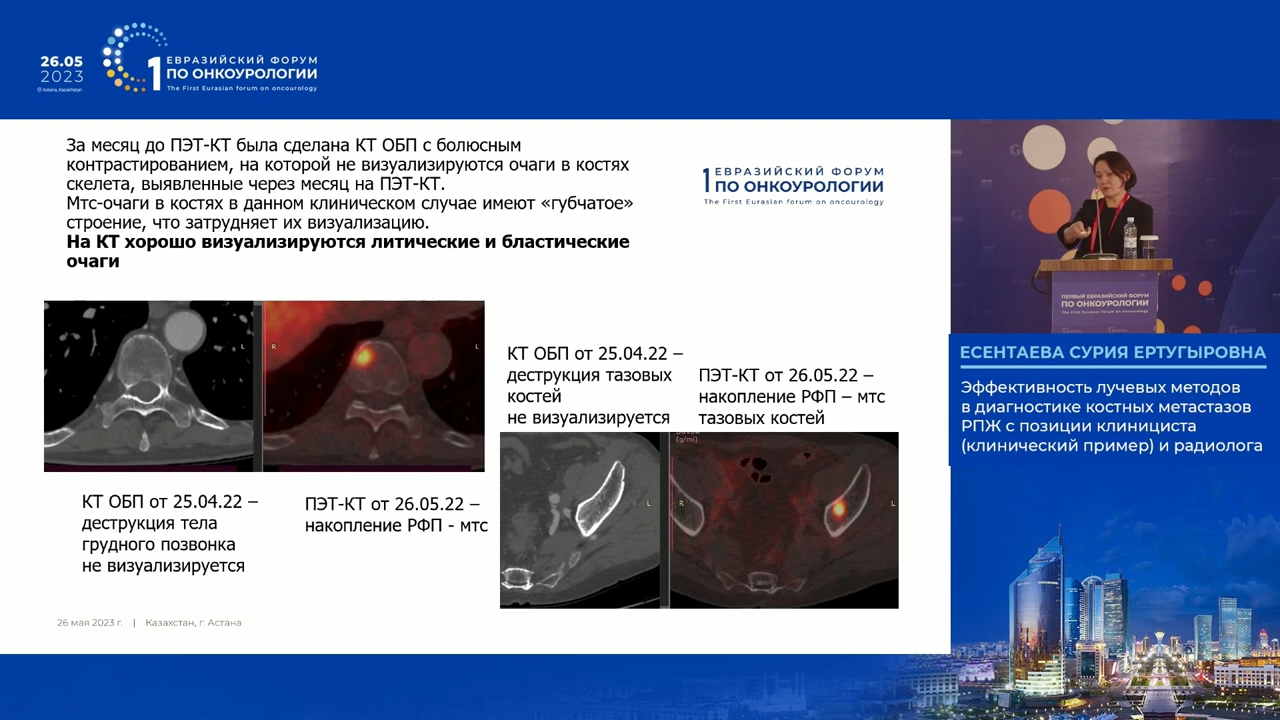 26.05
2023
Astana, Kazakhstan
1
ЕВРАЗИЙСКИЙ ФОРУМ
ПО ОНКОУРОЛОГИИ
The First Eurasian forum on oncourology
За месяц до ПЭТ-КТ была сделана КТ ОБП с болюсным
контрастированием, на которой не визуализируются очаги в костях
скелета, выявленные через месяц на ПЭТ-КТ.
Мтс-очаги в костях в данном клиническом случае имеют «губчатое»
строение, что затрудняет их визуализацию.
На КТ хорошо визуализируются литические и бластические
очаги
1
ЕВРАЗИЙСКИЙ ФОРУМ
ПО ОНКОУРОЛОГИИ
The First Eurasian forum on oncourology
L
R
L
КТ ОБП от 25.04.22 –
деструкция тела
грудного позвонка
не визуализируется
ПЭТ-КТ от 26.05.22 –
накопление РФП - мтс
КТ ОБП от 25.04.22 –
деструкция тазовых
костей
не визуализируется
ПЭТ-КТ от 26.05.22 –
накопление РФП – мтс
тазовых костей
(g/ml)
L
R
L
26 мая 2023 г. | Казахстан, г. Астана
ПЕРВЫЙ ЕВРАЗИЙСКИЙ ФОРУМ
ПО ОНКОУРОЛОГИИ
The First Eurasian forum on oncourology
ЕСЕНТАЕВА СУРИЯ ЕРТУГЫРОВНА
Эффективность лучевых методов
в диагностике костных метастазов
РПЖ с позиции клинициста
(клинический пример) и радиолога